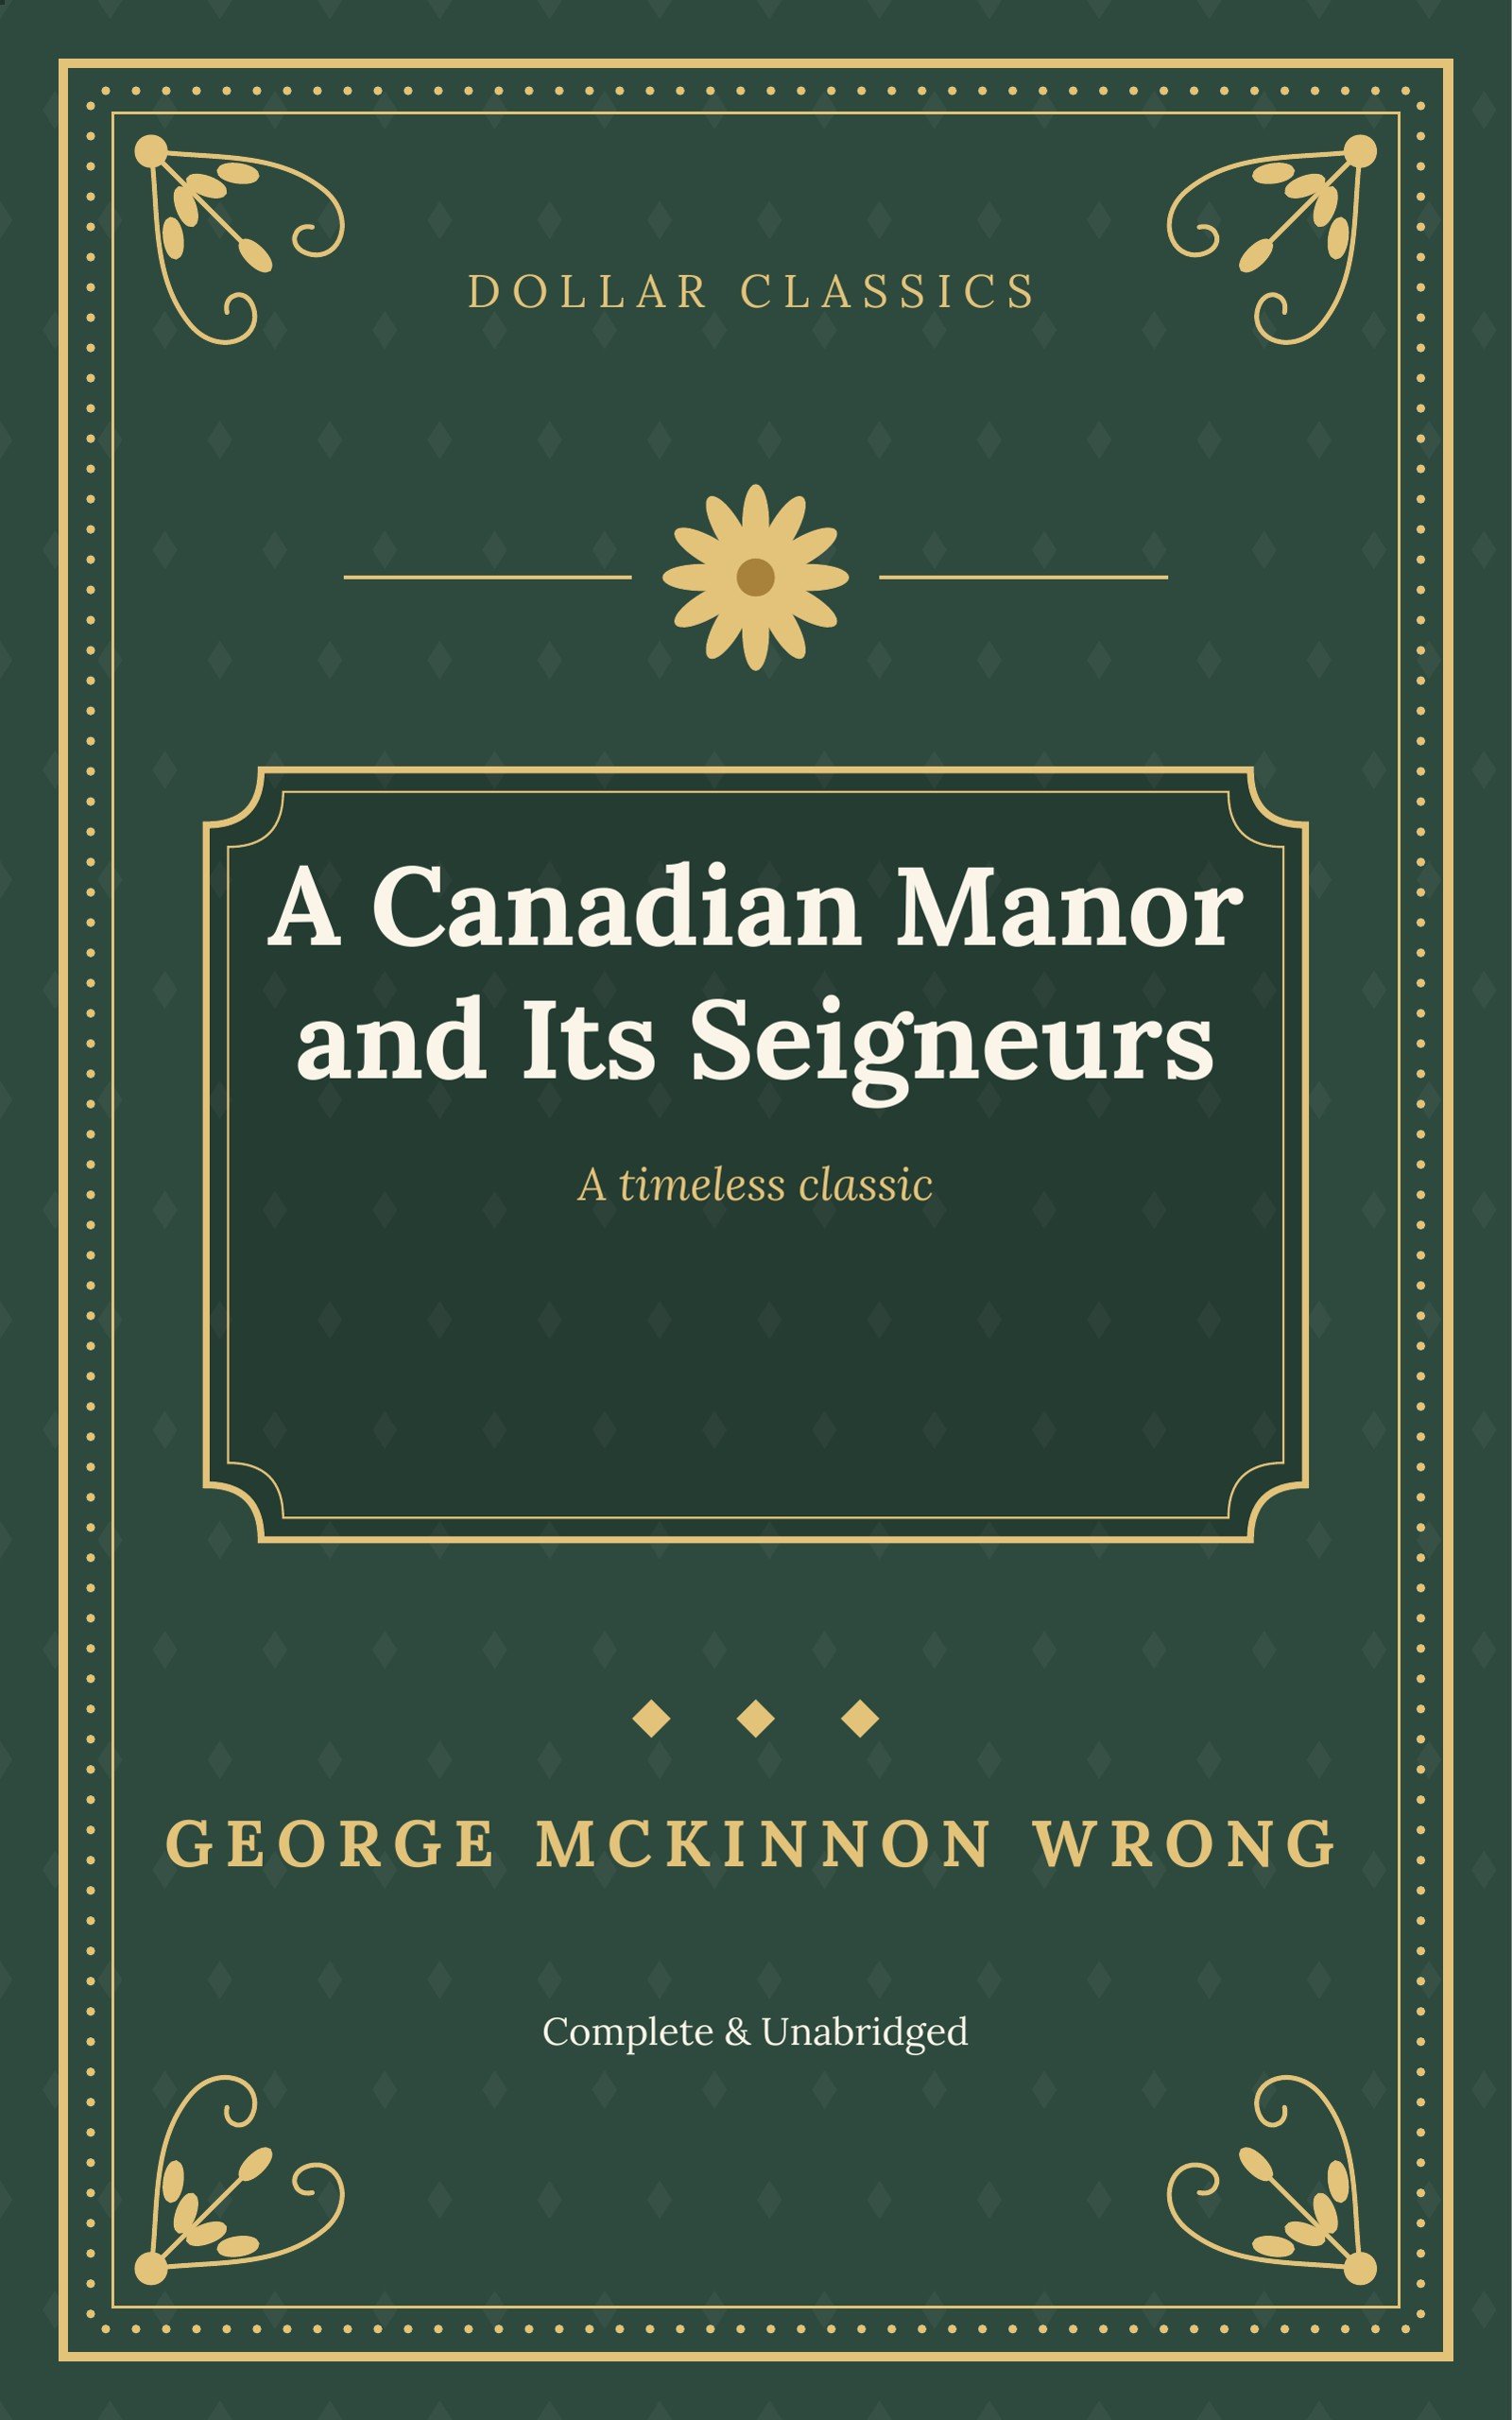 DOLLAR CLASSICS
A Canadian Manor
and Its Seigneurs
A timeless classic
GEORGE MCKINNON WRONG
Complete & Unabridged